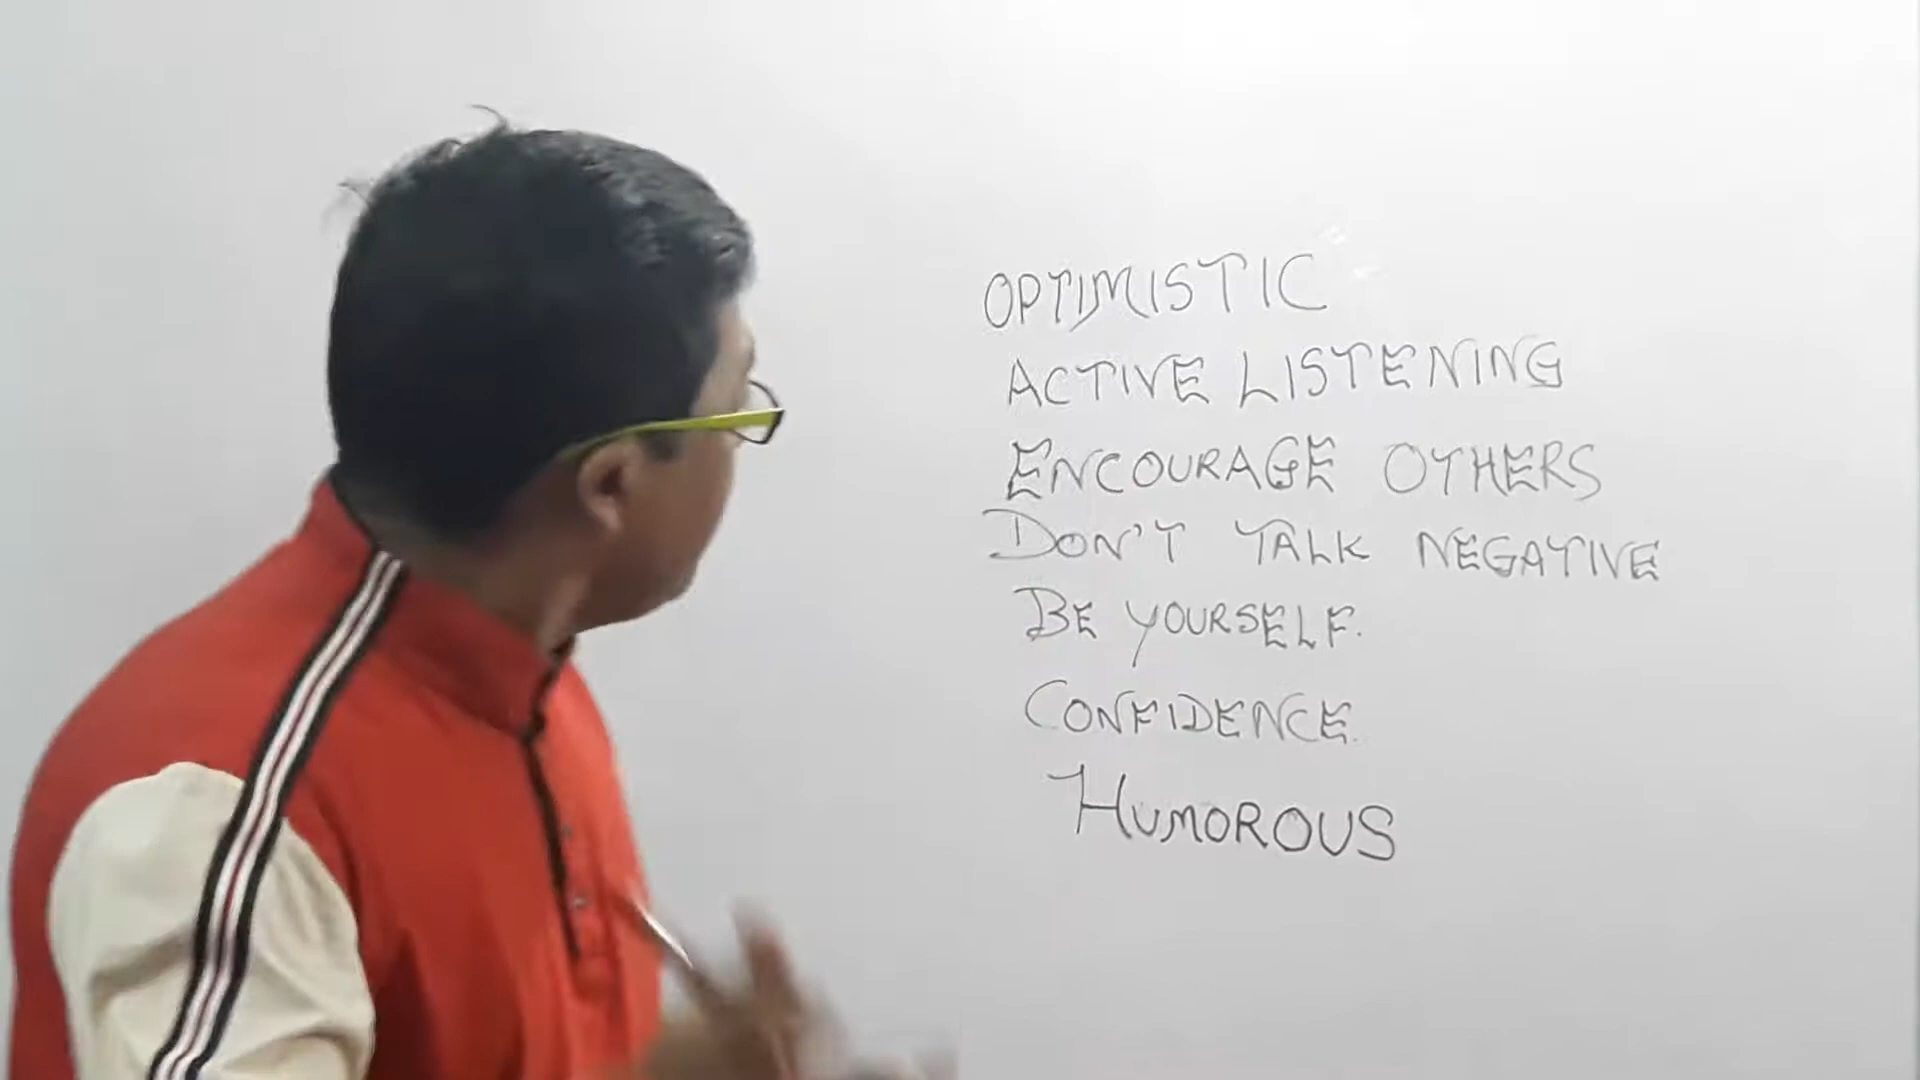 OPTIMISTIC
ACTIVE LISTENING
ENCOURAGE OTHERS
DON'T TALK NEGATIVE
BE YOURSELF.
CONFIDENCE.
HUMOROUS